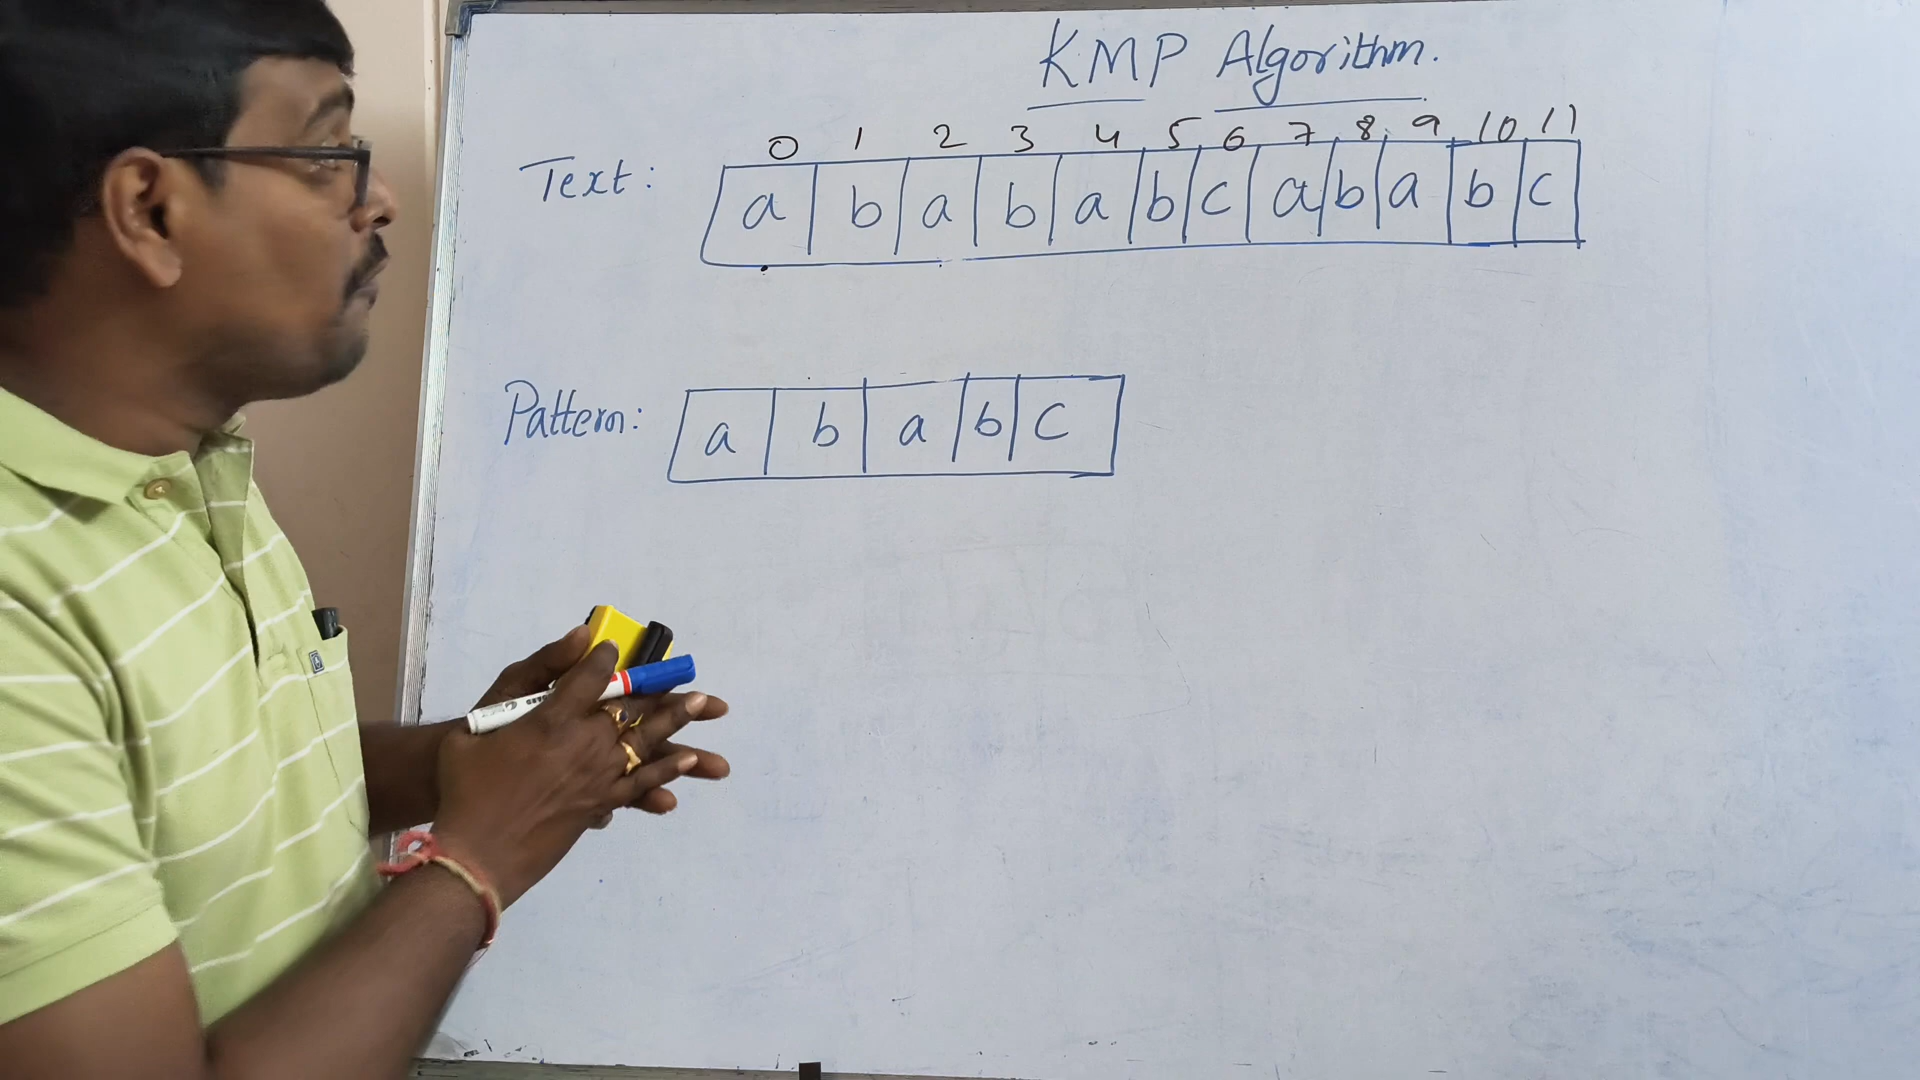 KMP Algorithm.
0 1 2 3 4 5 6 7 8 9 10 11
Text: a b a b a b c a b a b c
Pattern: a b a b c